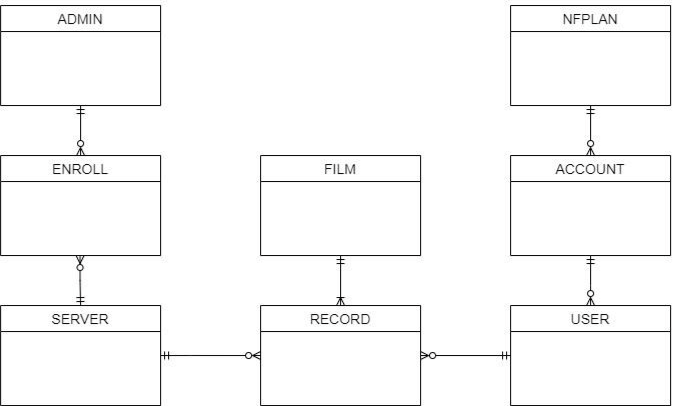 ADMIN
NFPLAN
ENROLL
FILM
ACCOUNT
SERVER
RECORD
USER